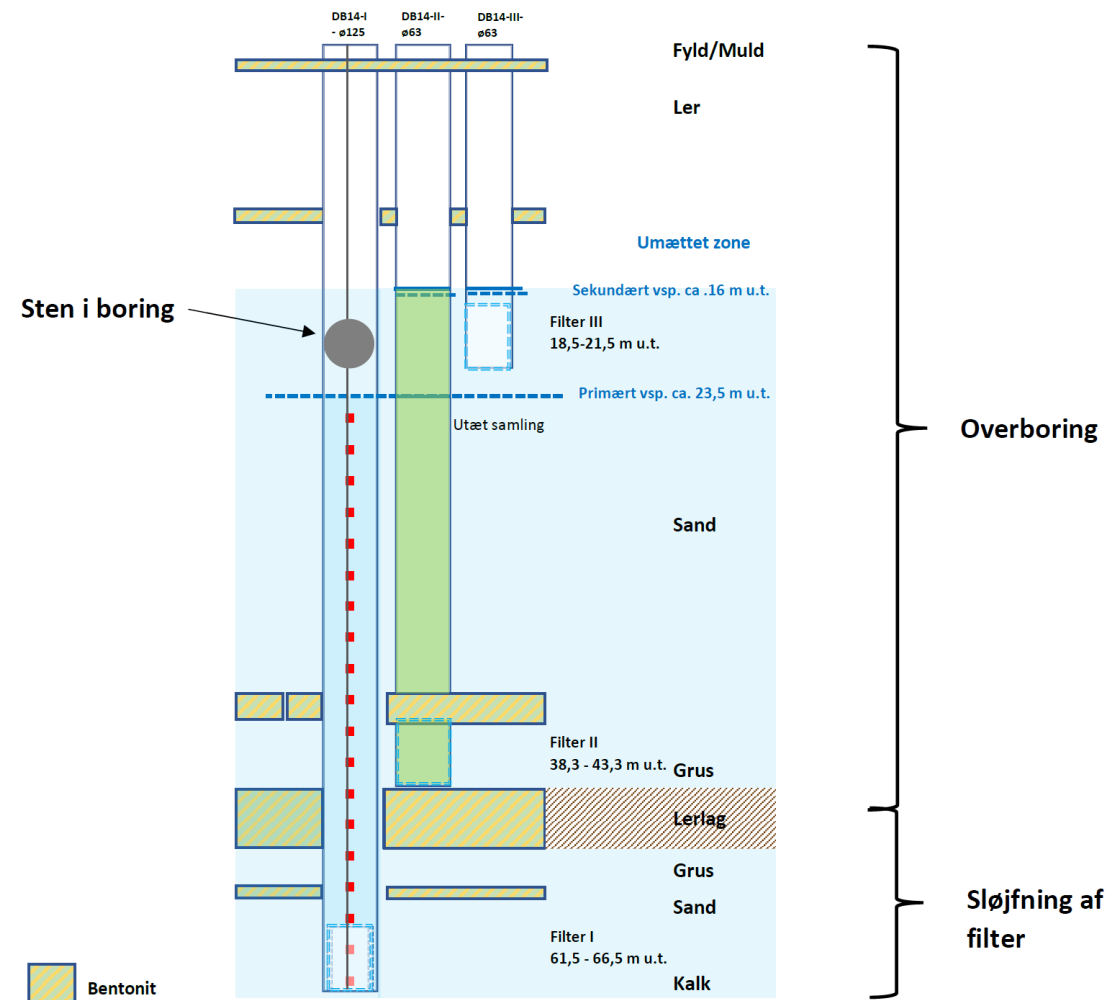 DB14-I
- ø125
DB14-II-
ø63
DB14-III-
ø63
Fyld/Muld
Ler
Umættet zone
Sekundært vsp. ca .16 m u.t.
Sten i boring
Filter III
18,5-21,5 m u.t.
Primært vsp. ca. 23,5 m u.t.
Utæt samling
Overboring
Sand
Filter II
38,3 - 43,3 m u.t.
Grus
Lerlag
Grus
Sand
Sløjfning af
filter
Filter I
61,5 - 66,5 m u.t.
Kalk
Bentonit